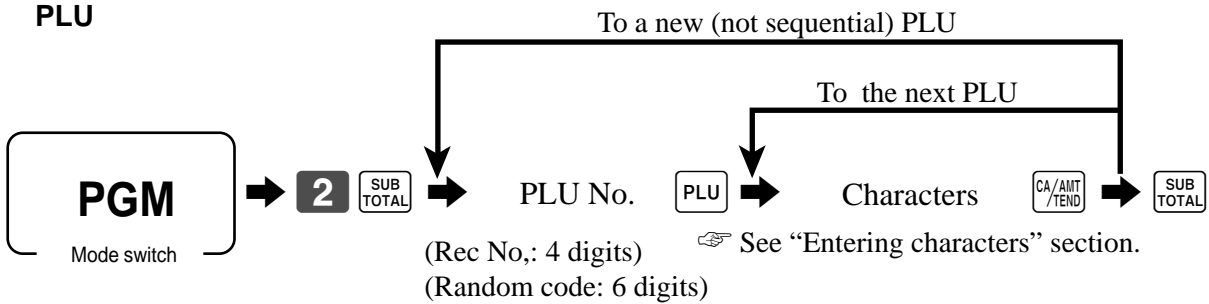 PLU
To a new (not sequential) PLU
To the next PLU
PGM
Mode switch
2 SUB TOTAL PLU No. PLU Characters CA/AMT /TEND SUB TOTAL
(Rec No,: 4 digits)
☞ See “Entering characters” section.
(Random code: 6 digits)